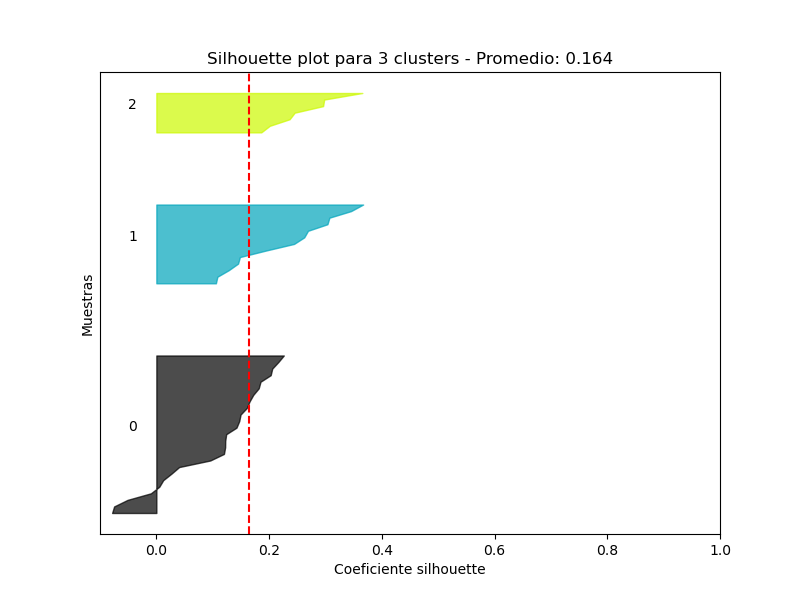 Silhouette plot para 3 clusters - Promedio: 0.164
2
1
Muestras
0
0.0 0.2 0.4 0.6 0.8 1.0
Coeficiente silhouette